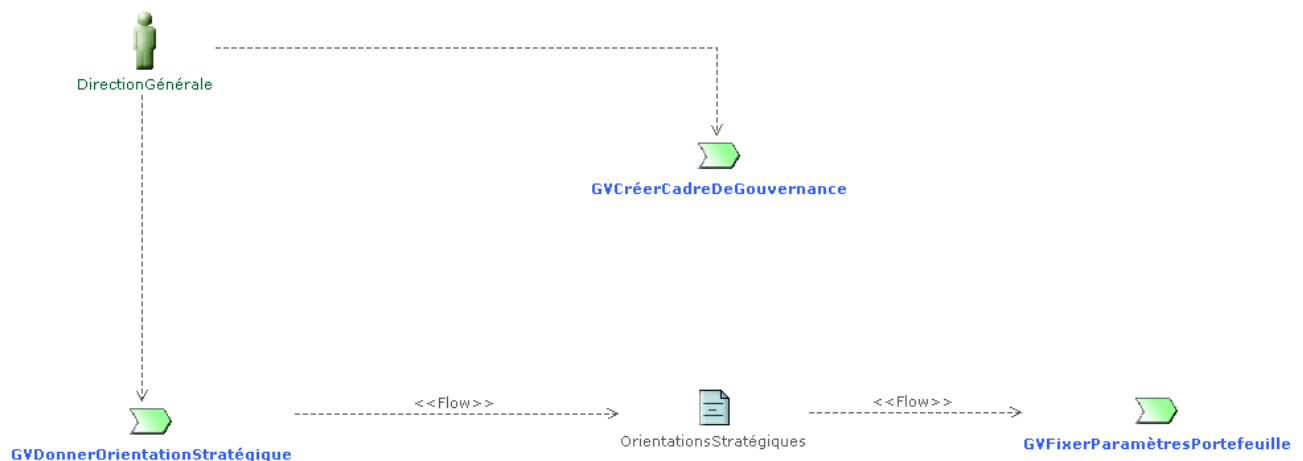 DirectionGénérale
GVCréerCadreDeGouvernance
<<Flow>>
<<Flow>>
OrientationsStratégiques
GVDonnerOrientationStratégique
GVFixerParamètresPortefeuille